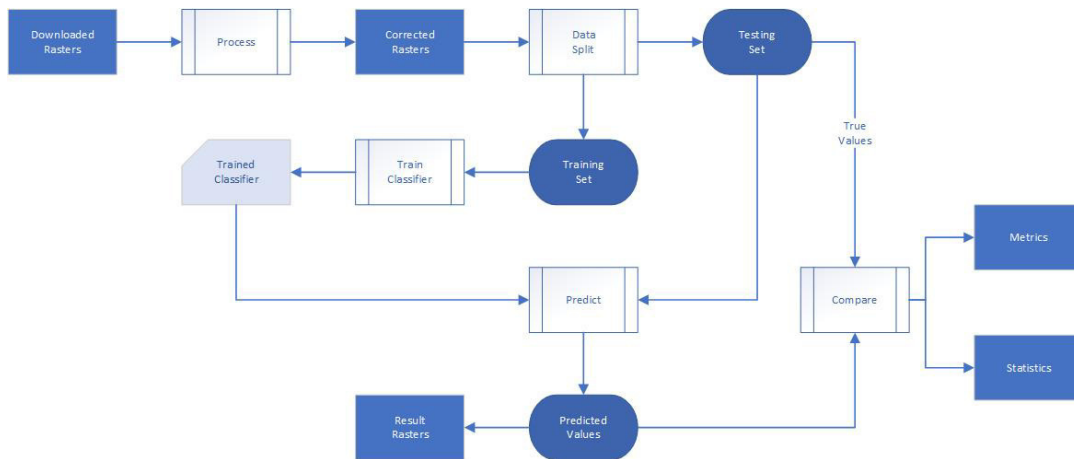 Downloaded
Rasters
Process
Corrected
Rasters
Data
Split
Testing
Set
True
Values
Trained
Classifier
Train
Classifier
Training
Set
Metrics
Predict
Compare
Statistics
Result
Rasters
Predicted
Values